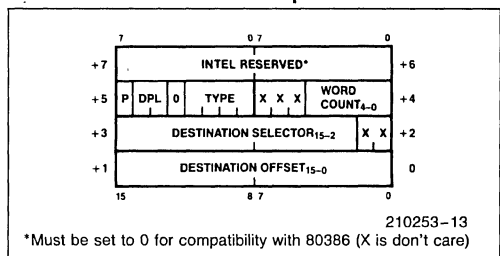 7 0 7 0
+7 INTEL RESERVED* +6
+5 P DPL 0 TYPE X X X WORD COUNT4–0 +4
+3 DESTINATION SELECTOR15–2 X X +2
+1 DESTINATION OFFSET15–0 0
15 8 7 0
210253–13
*Must be set to 0 for compatibility with 80386 (X is don't care)